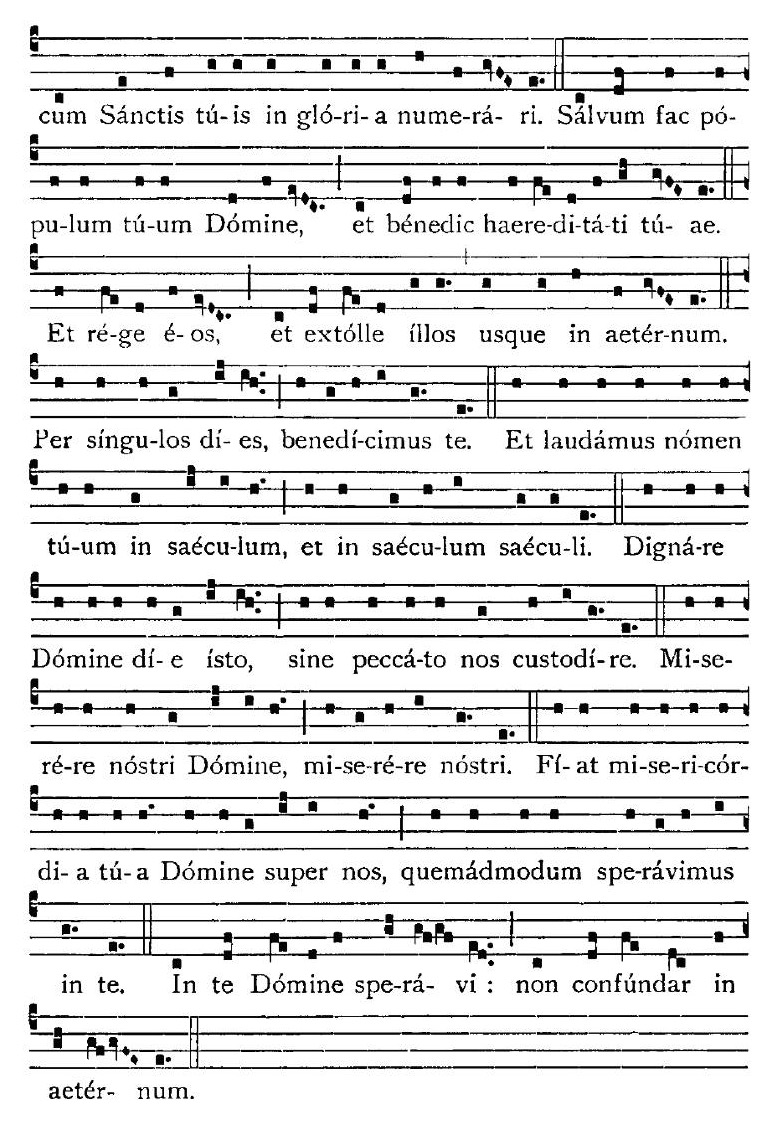 cum Sánctis tú-is in gló-ri-a nume-rá- ri. Sálvum fac pó-
pu-lum tú-um Dómine, et bénedic haere-di-tá-ti tú- ae.
Et ré-ge é-os, et extólle íllos usque in aetér-num.
Per síngu-los dí- es, benedí-cimus te. Et laudámus nómen
tú-um in saécu-lum, et in saécu-lum saécu-li. Digná-re
Dómine dí- e ísto, sine peccá-to nos custodí-re. Mi-se-
ré-re nóstri Dómine, mi-se-ré-re nóstri. Fí- at mi-se-ri-cór-
di- a tú-a Dómine super nos, quemádmodum spe-rávimus
in te. In te Dómine spe-rá- vi : non confúndar in
aetér- num.